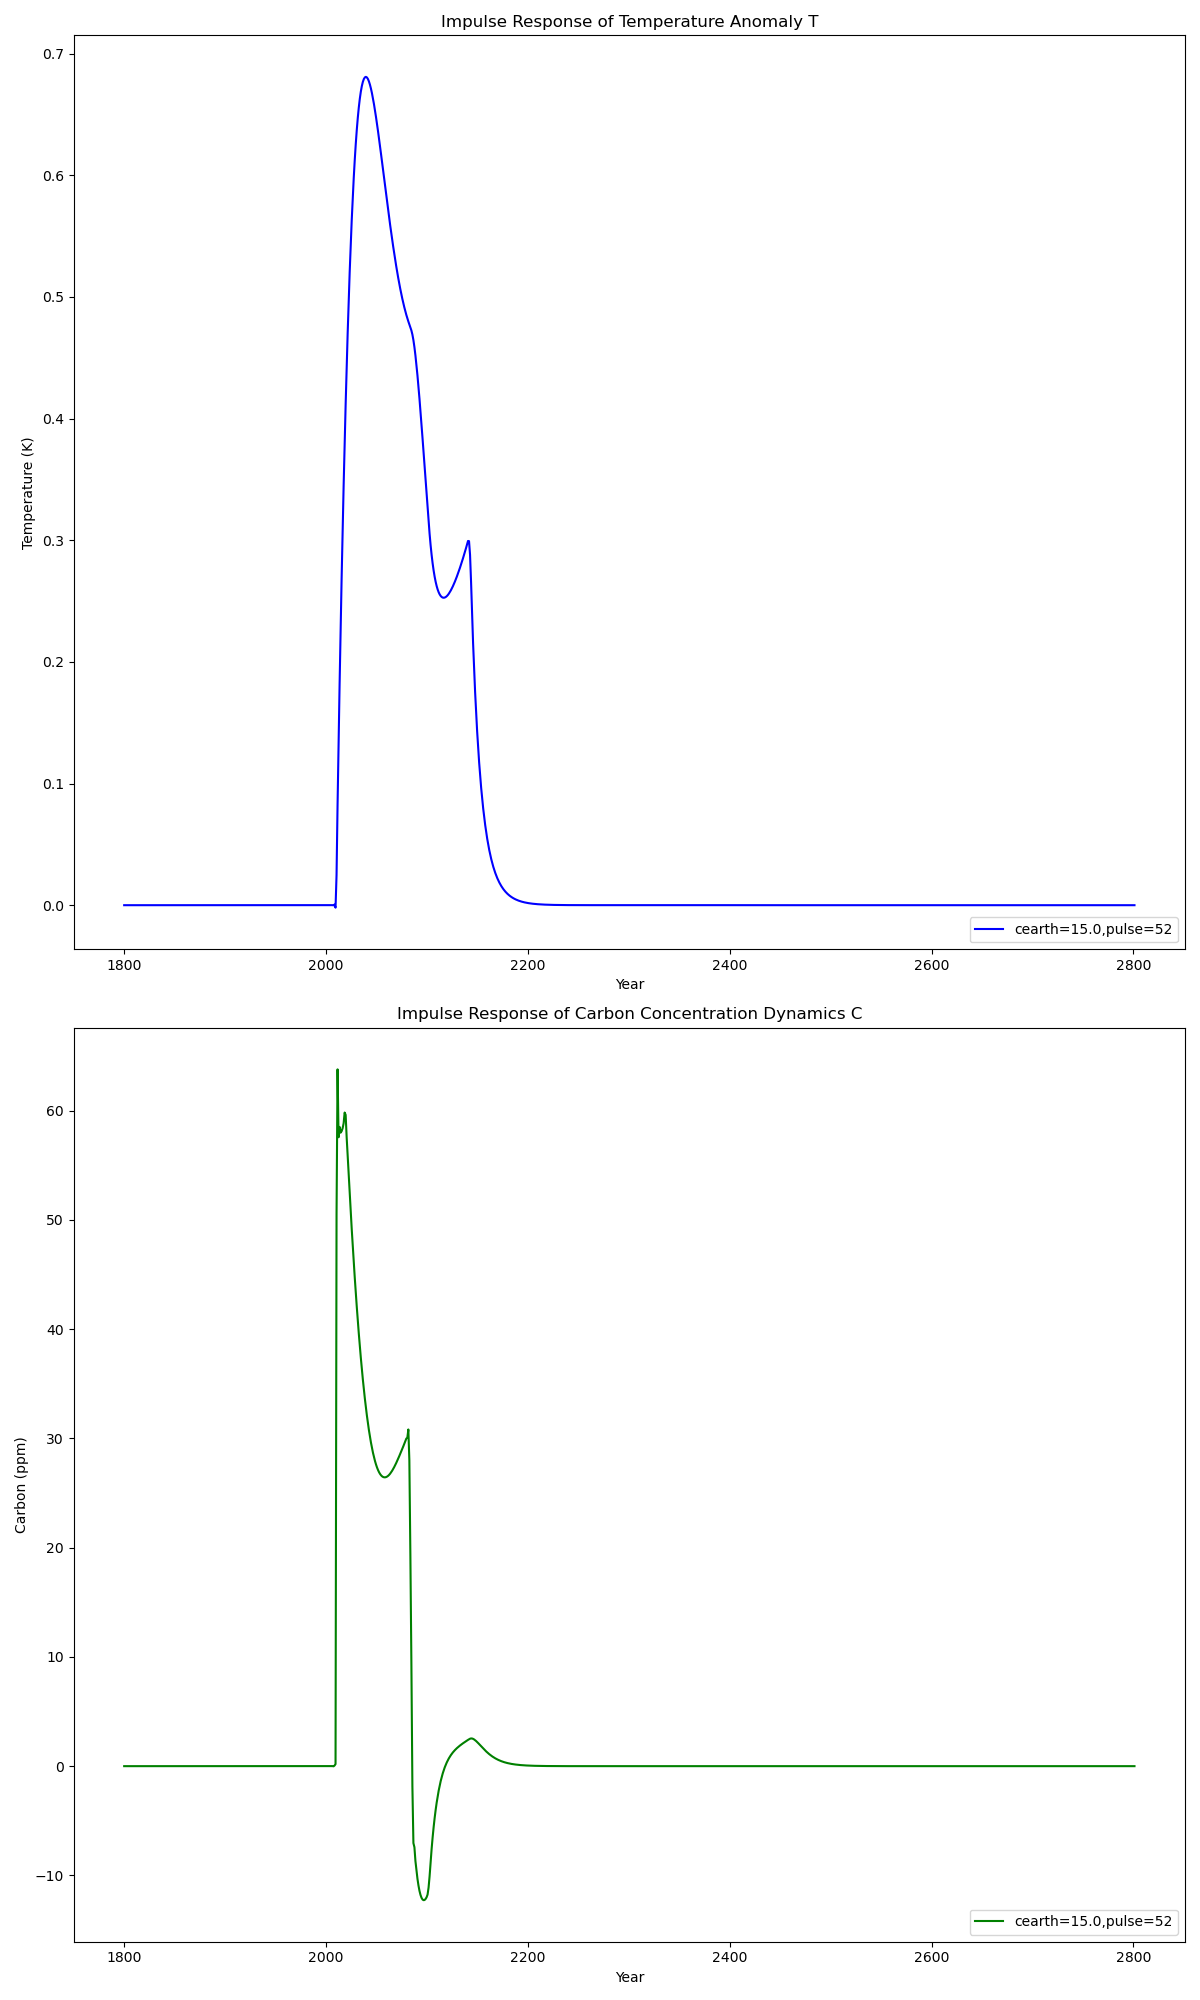 Impulse Response of Temperature Anomaly T
0.7
0.6
0.5
0.4
0.3
0.2
0.1
0.0
Temperature (K)
cearth=15.0,pulse=52
1800 2000 2200 2400 2600 2800
Year
Impulse Response of Carbon Concentration Dynamics C
60
50
40
30
20
10
0
−10
Carbon (ppm)
cearth=15.0,pulse=52
1800 2000 2200 2400 2600 2800
Year